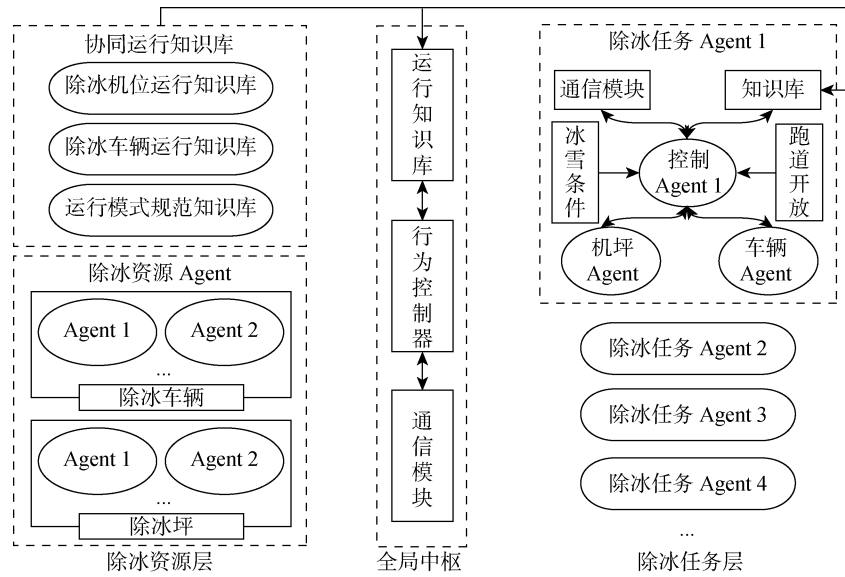 协同运行知识库
除冰机位运行知识库
除冰车辆运行知识库
运行模式规范知识库
除冰资源 Agent
Agent 1
Agent 2
...
除冰车辆
Agent 1
Agent 2
...
除冰坪
除冰资源层
运行知识库
行为控制器
通信模块
全局中枢
除冰任务 Agent 1
通信模块
知识库
冰雪条件
控制
Agent 1
跑道开放
机坪
Agent
车辆
Agent
除冰任务 Agent 2
除冰任务 Agent 3
除冰任务 Agent 4
...
除冰任务层